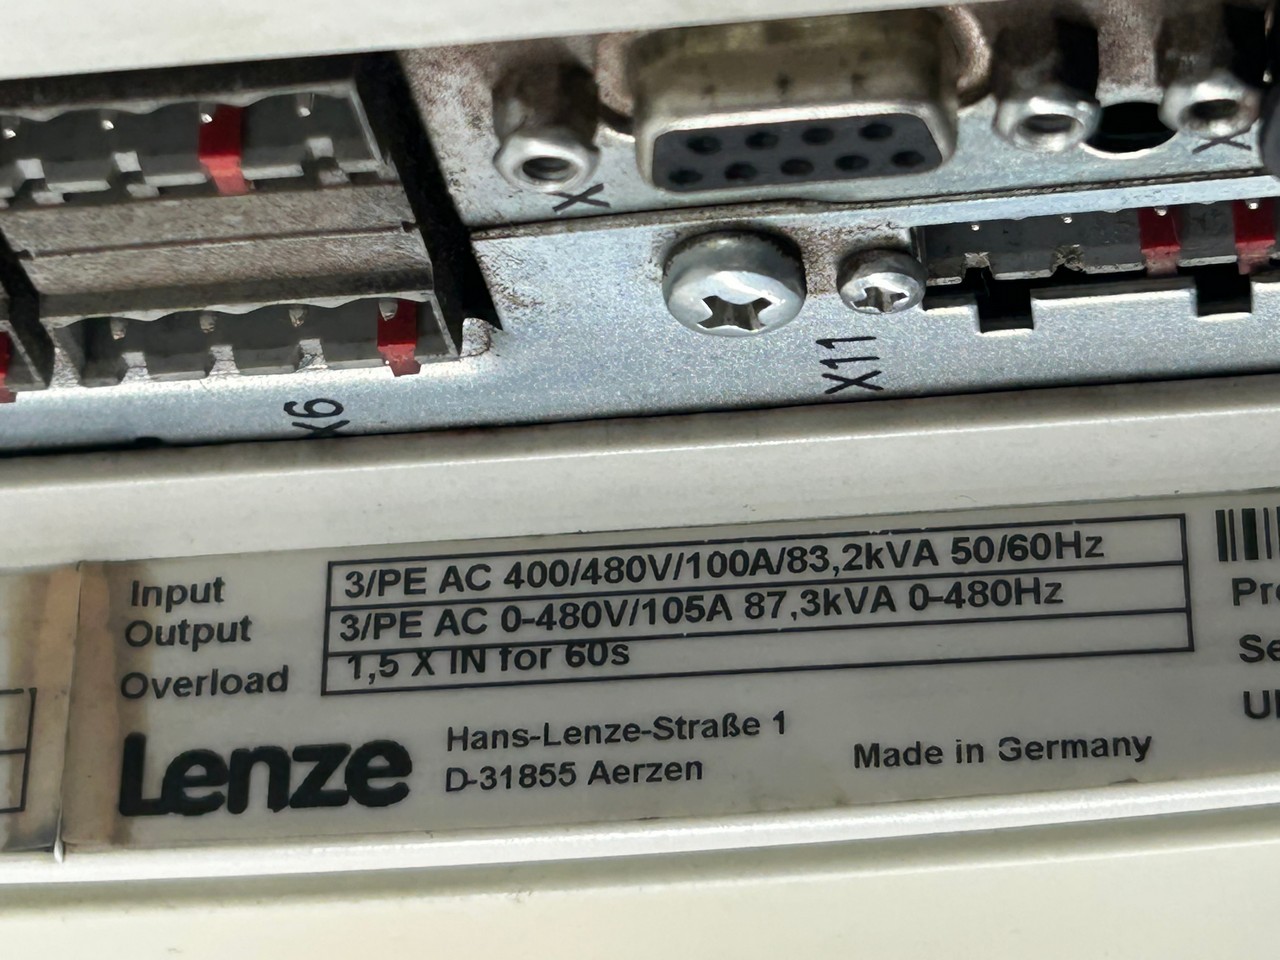 X
X
X11
X6
Input 3/PE AC 400/480V/100A/83,2kVA 50/60Hz
Output 3/PE AC 0-480V/105A 87,3kVA 0-480Hz
Overload 1,5 X IN for 60s
Lenze
Hans-Lenze-Straße 1
D-31855 Aerzen
Made in Germany